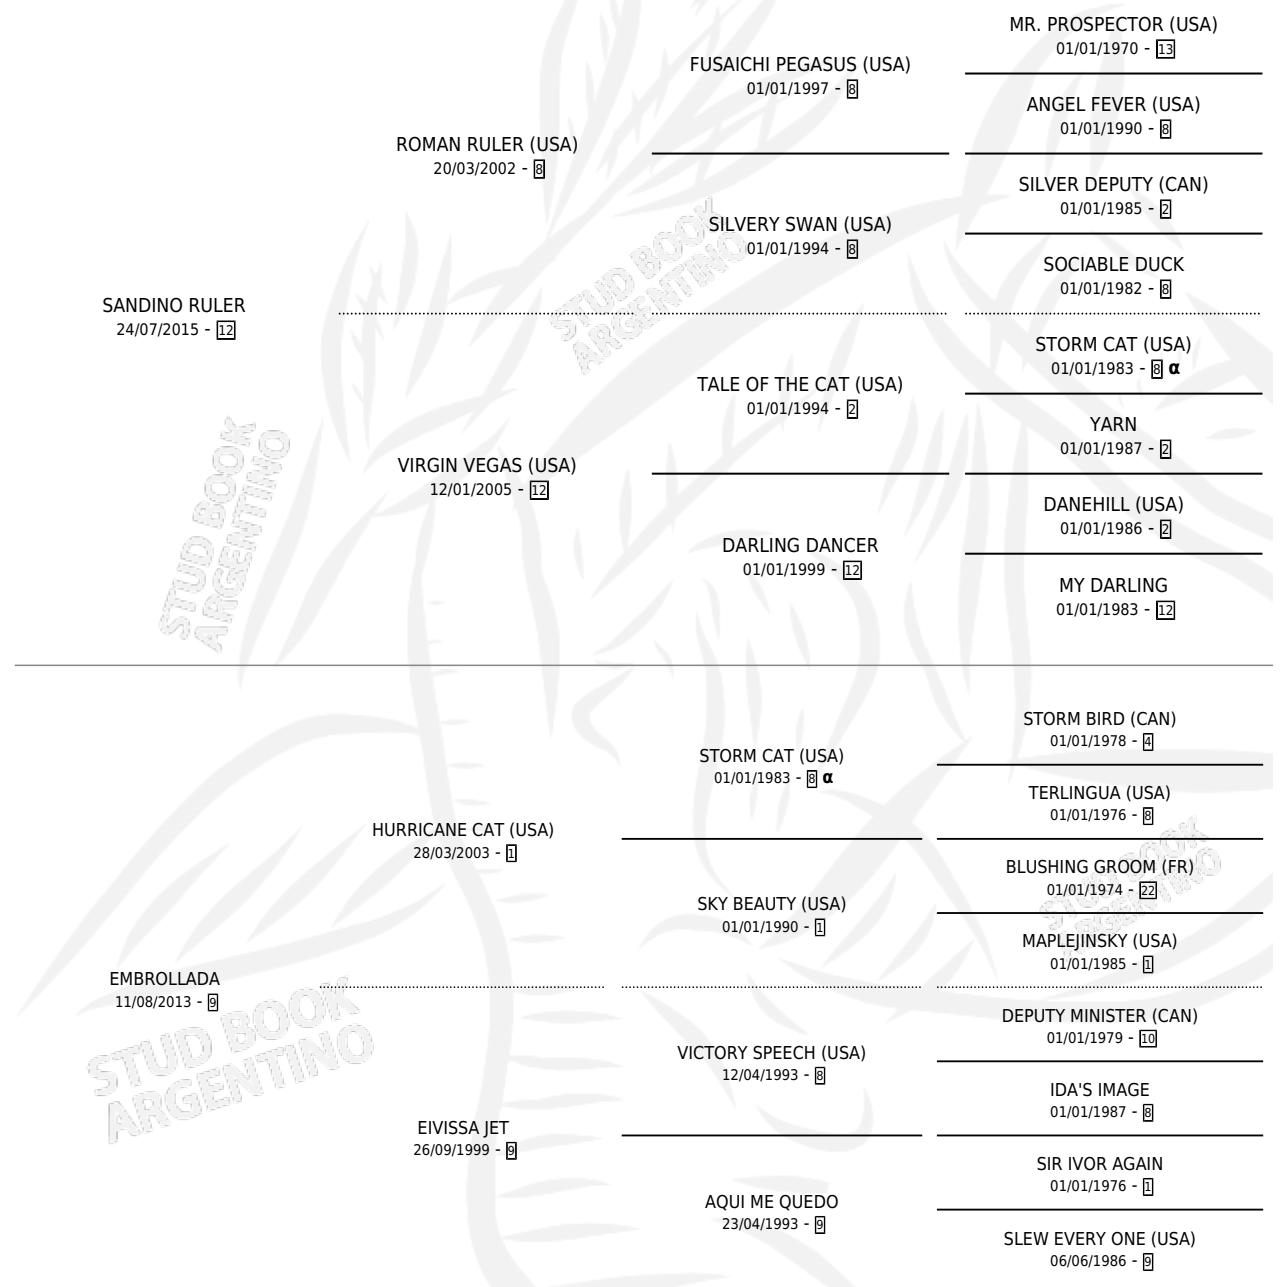 MR. PROSPECTOR (USA)
01/01/1970 - 13
FUSAICHI PEGASUS (USA)
01/01/1997 - 8
ANGEL FEVER (USA)
01/01/1990 - 8
ROMAN RULER (USA)
20/03/2002 - 8
SILVER DEPUTY (CAN)
01/01/1985 - 2
SILVERY SWAN (USA)
01/01/1994 - 8
SOCIABLE DUCK
01/01/1982 - 8
STUD BOOK
ARGENTINO
SANDINO RULER
24/07/2015 - 12
STORM CAT (USA)
01/01/1983 - 8 α
TALE OF THE CAT (USA)
01/01/1994 - 2
YARN
01/01/1987 - 2
VIRGIN VEGAS (USA)
12/01/2005 - 12
DANEHILL (USA)
01/01/1986 - 2
DARLING DANCER
01/01/1999 - 12
MY DARLING
01/01/1983 - 12
STUD BOOK
ARGENTINO
STORM BIRD (CAN)
01/01/1978 - 4
STORM CAT (USA)
01/01/1983 - 8 α
TERLINGUA (USA)
01/01/1976 - 8
HURRICANE CAT (USA)
28/03/2003 - 1
BLUSHING GROOM (FR)
01/01/1974 - 22
SKY BEAUTY (USA)
01/01/1990 - 1
MAPLEJINSKY (USA)
01/01/1985 - 1
STUD BOOK
ARGENTINO
EMBROLLADA
11/08/2013 - 9
DEPUTY MINISTER (CAN)
01/01/1979 - 10
VICTORY SPEECH (USA)
12/04/1993 - 8
IDA'S IMAGE
01/01/1987 - 8
STUD BOOK
ARGENTINO
EIVISSA JET
26/09/1999 - 9
SIR IVOR AGAIN
01/01/1976 - 1
AQUI ME QUEDO
23/04/1993 - 9
SLEW EVERY ONE (USA)
06/06/1986 - 9